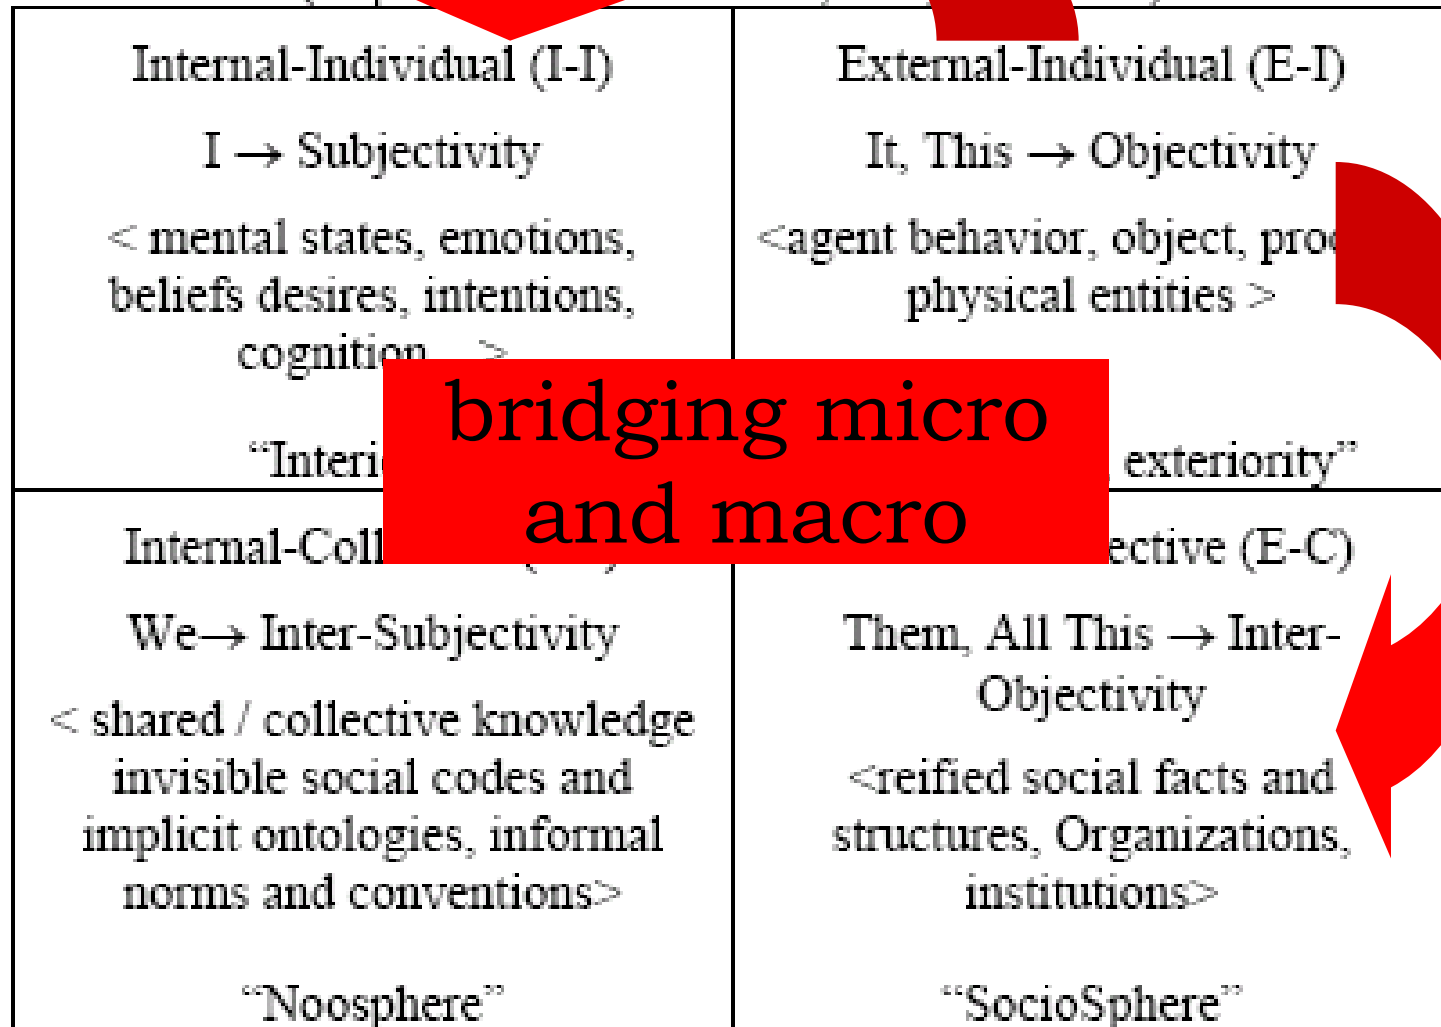 Internal-Individual (I-I)
I → Subjectivity
< mental states, emotions,
beliefs desires, intentions,
cognition >
External-Individual (E-I)
It, This → Objectivity
<agent behavior, object,
physical entities >
exteriority”
bridging micro
and macro
We→ Inter-Subjectivity
< shared / collective knowledge
invisible social codes and
implicit ontologies, informal
norms and conventions>
“Noosphere”
(E-C)
Them, All This → Inter-
Objectivity
<reified social facts and
structures, Organizations,
institutions>
“SocioSphere”